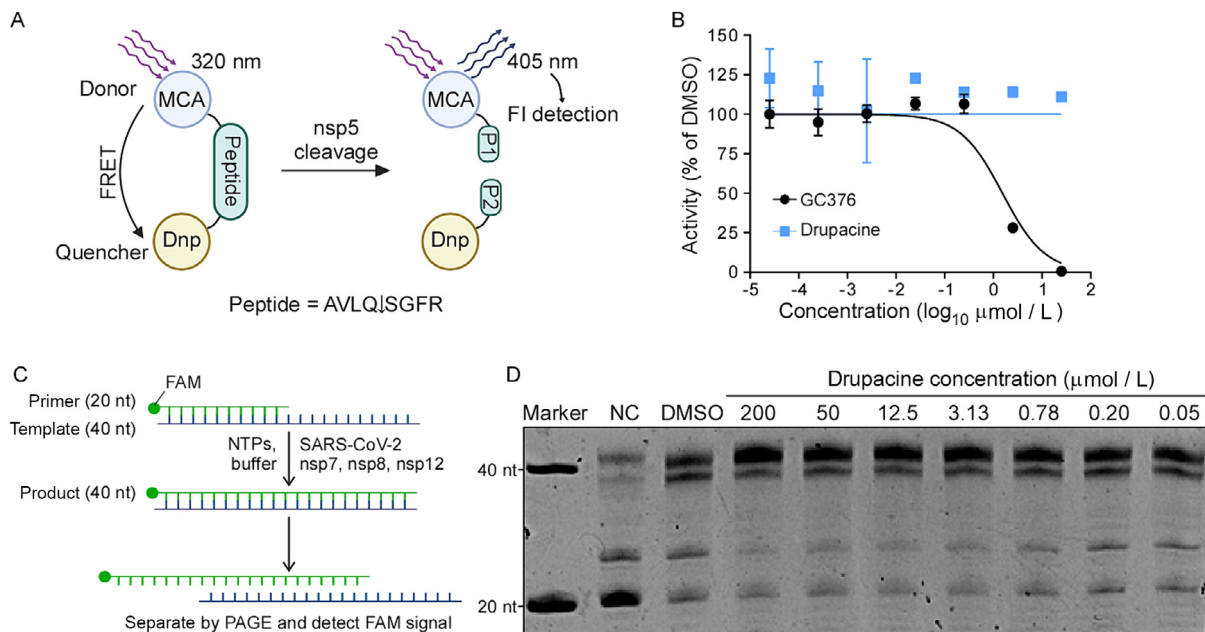 A
320 nm
405 nm
Donor
MCA
MCA
FI detection
nsp5
cleavage
P1
Peptide
FRET
P2
Dnp
Dnp
Quencher
Peptide = AVLQ↓SGFR
B
Activity (% of DMSO)
150
125
100
75
50
25
0
GC376
Drupacine
-5 -4 -3 -2 -1 0 1 2
Concentration (log10 μmol / L)
C
FAM
Primer (20 nt)
Template (40 nt)
NTPs, SARS-CoV-2
buffer nsp7, nsp8, nsp12
Product (40 nt)
Separate by PAGE and detect FAM signal
D
Drupacine concentration (μmol / L)
Marker NC DMSO 200 50 12.5 3.13 0.78 0.20 0.05
40 nt
20 nt